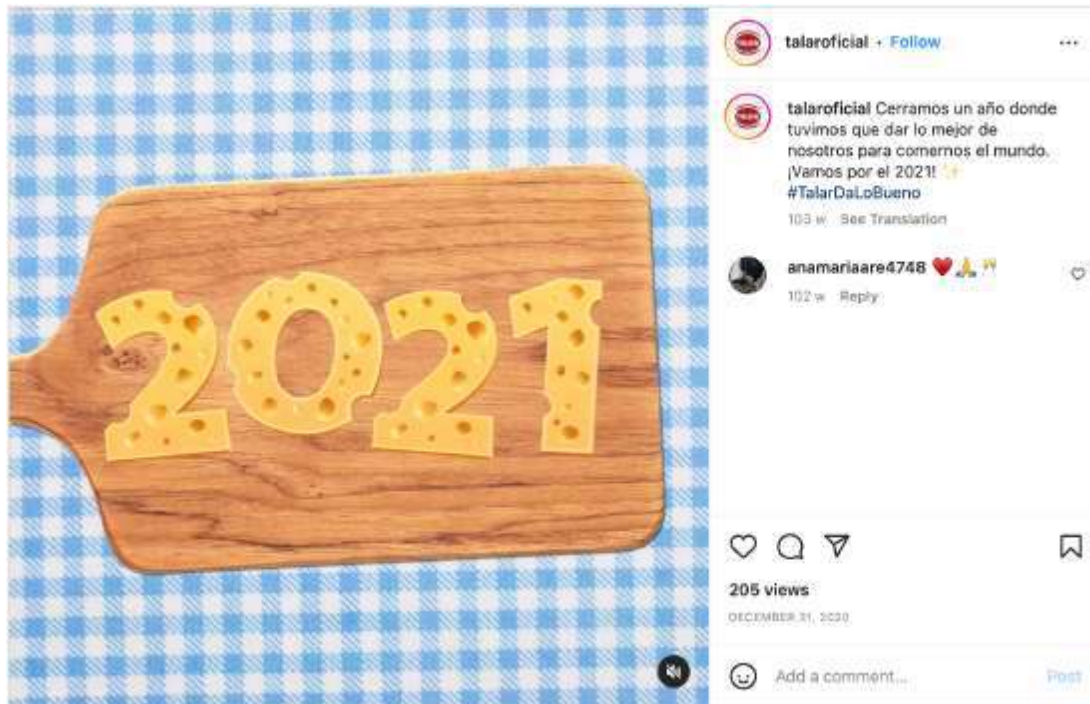 2021
talaroficial • Follow
talaroficial Cerramos un año donde
tuvimos que dar lo mejor de
nosotros para comernos el mundo.
¡Vamos por el 2021! ✨
#TalarDaLoBueno
103 w See Translation
anamariaare4748 ❤️🙏🥂
102 w Reply
205 views
DECEMBER 31, 2020
Add a comment...
Post